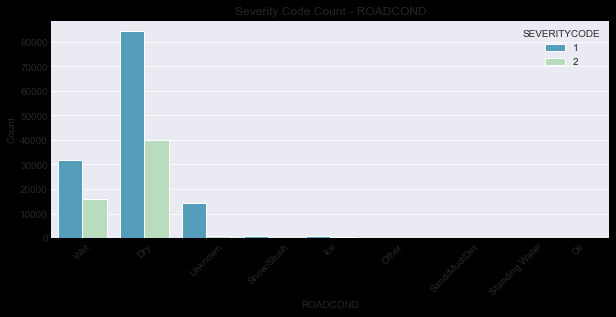 Severity Code Count - ROADCOND
SEVERITYCODE
1
2
80000
70000
60000
50000
40000
30000
20000
10000
0
Count
Wet
Dry
Unknown
Snow/Slush
Ice
Other
Sand/Mud/Dirt
Standing Water
Oil
ROADCOND